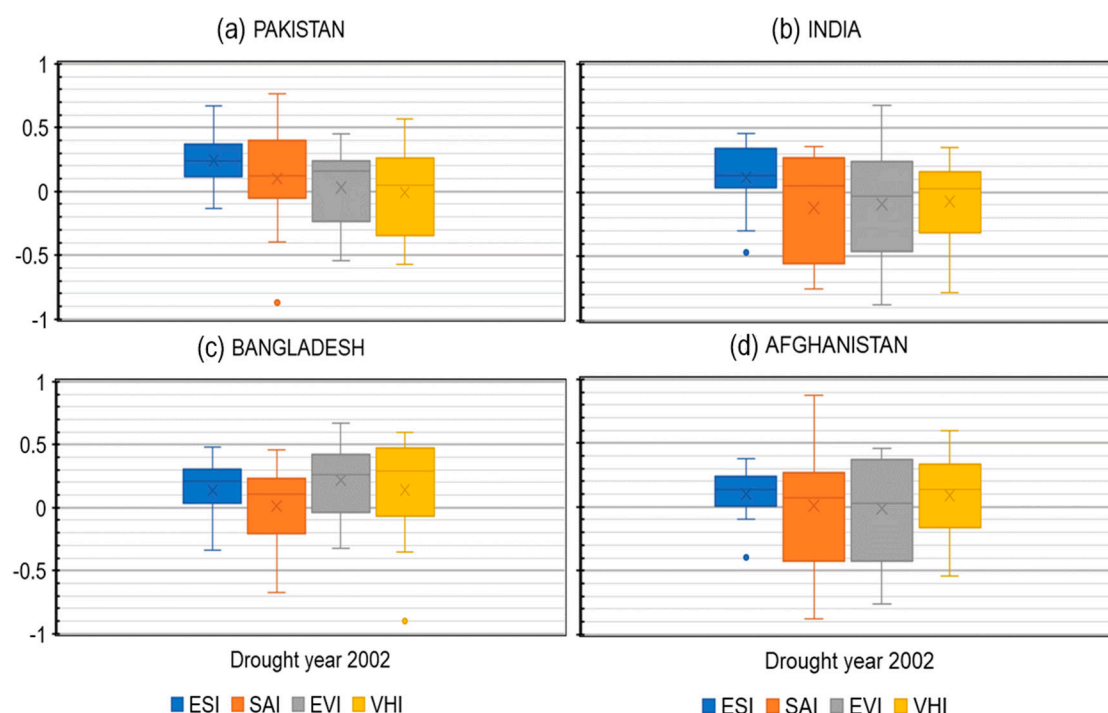 (a) PAKISTAN
(b) INDIA
1
0.5
0
-0.5
-1
(c) BANGLADESH
(d) AFGHANISTAN
1
0.5
0
-0.5
-1
Drought year 2002
Drought year 2002
ESI SAI EVI VHI
ESI SAI EVI VHI